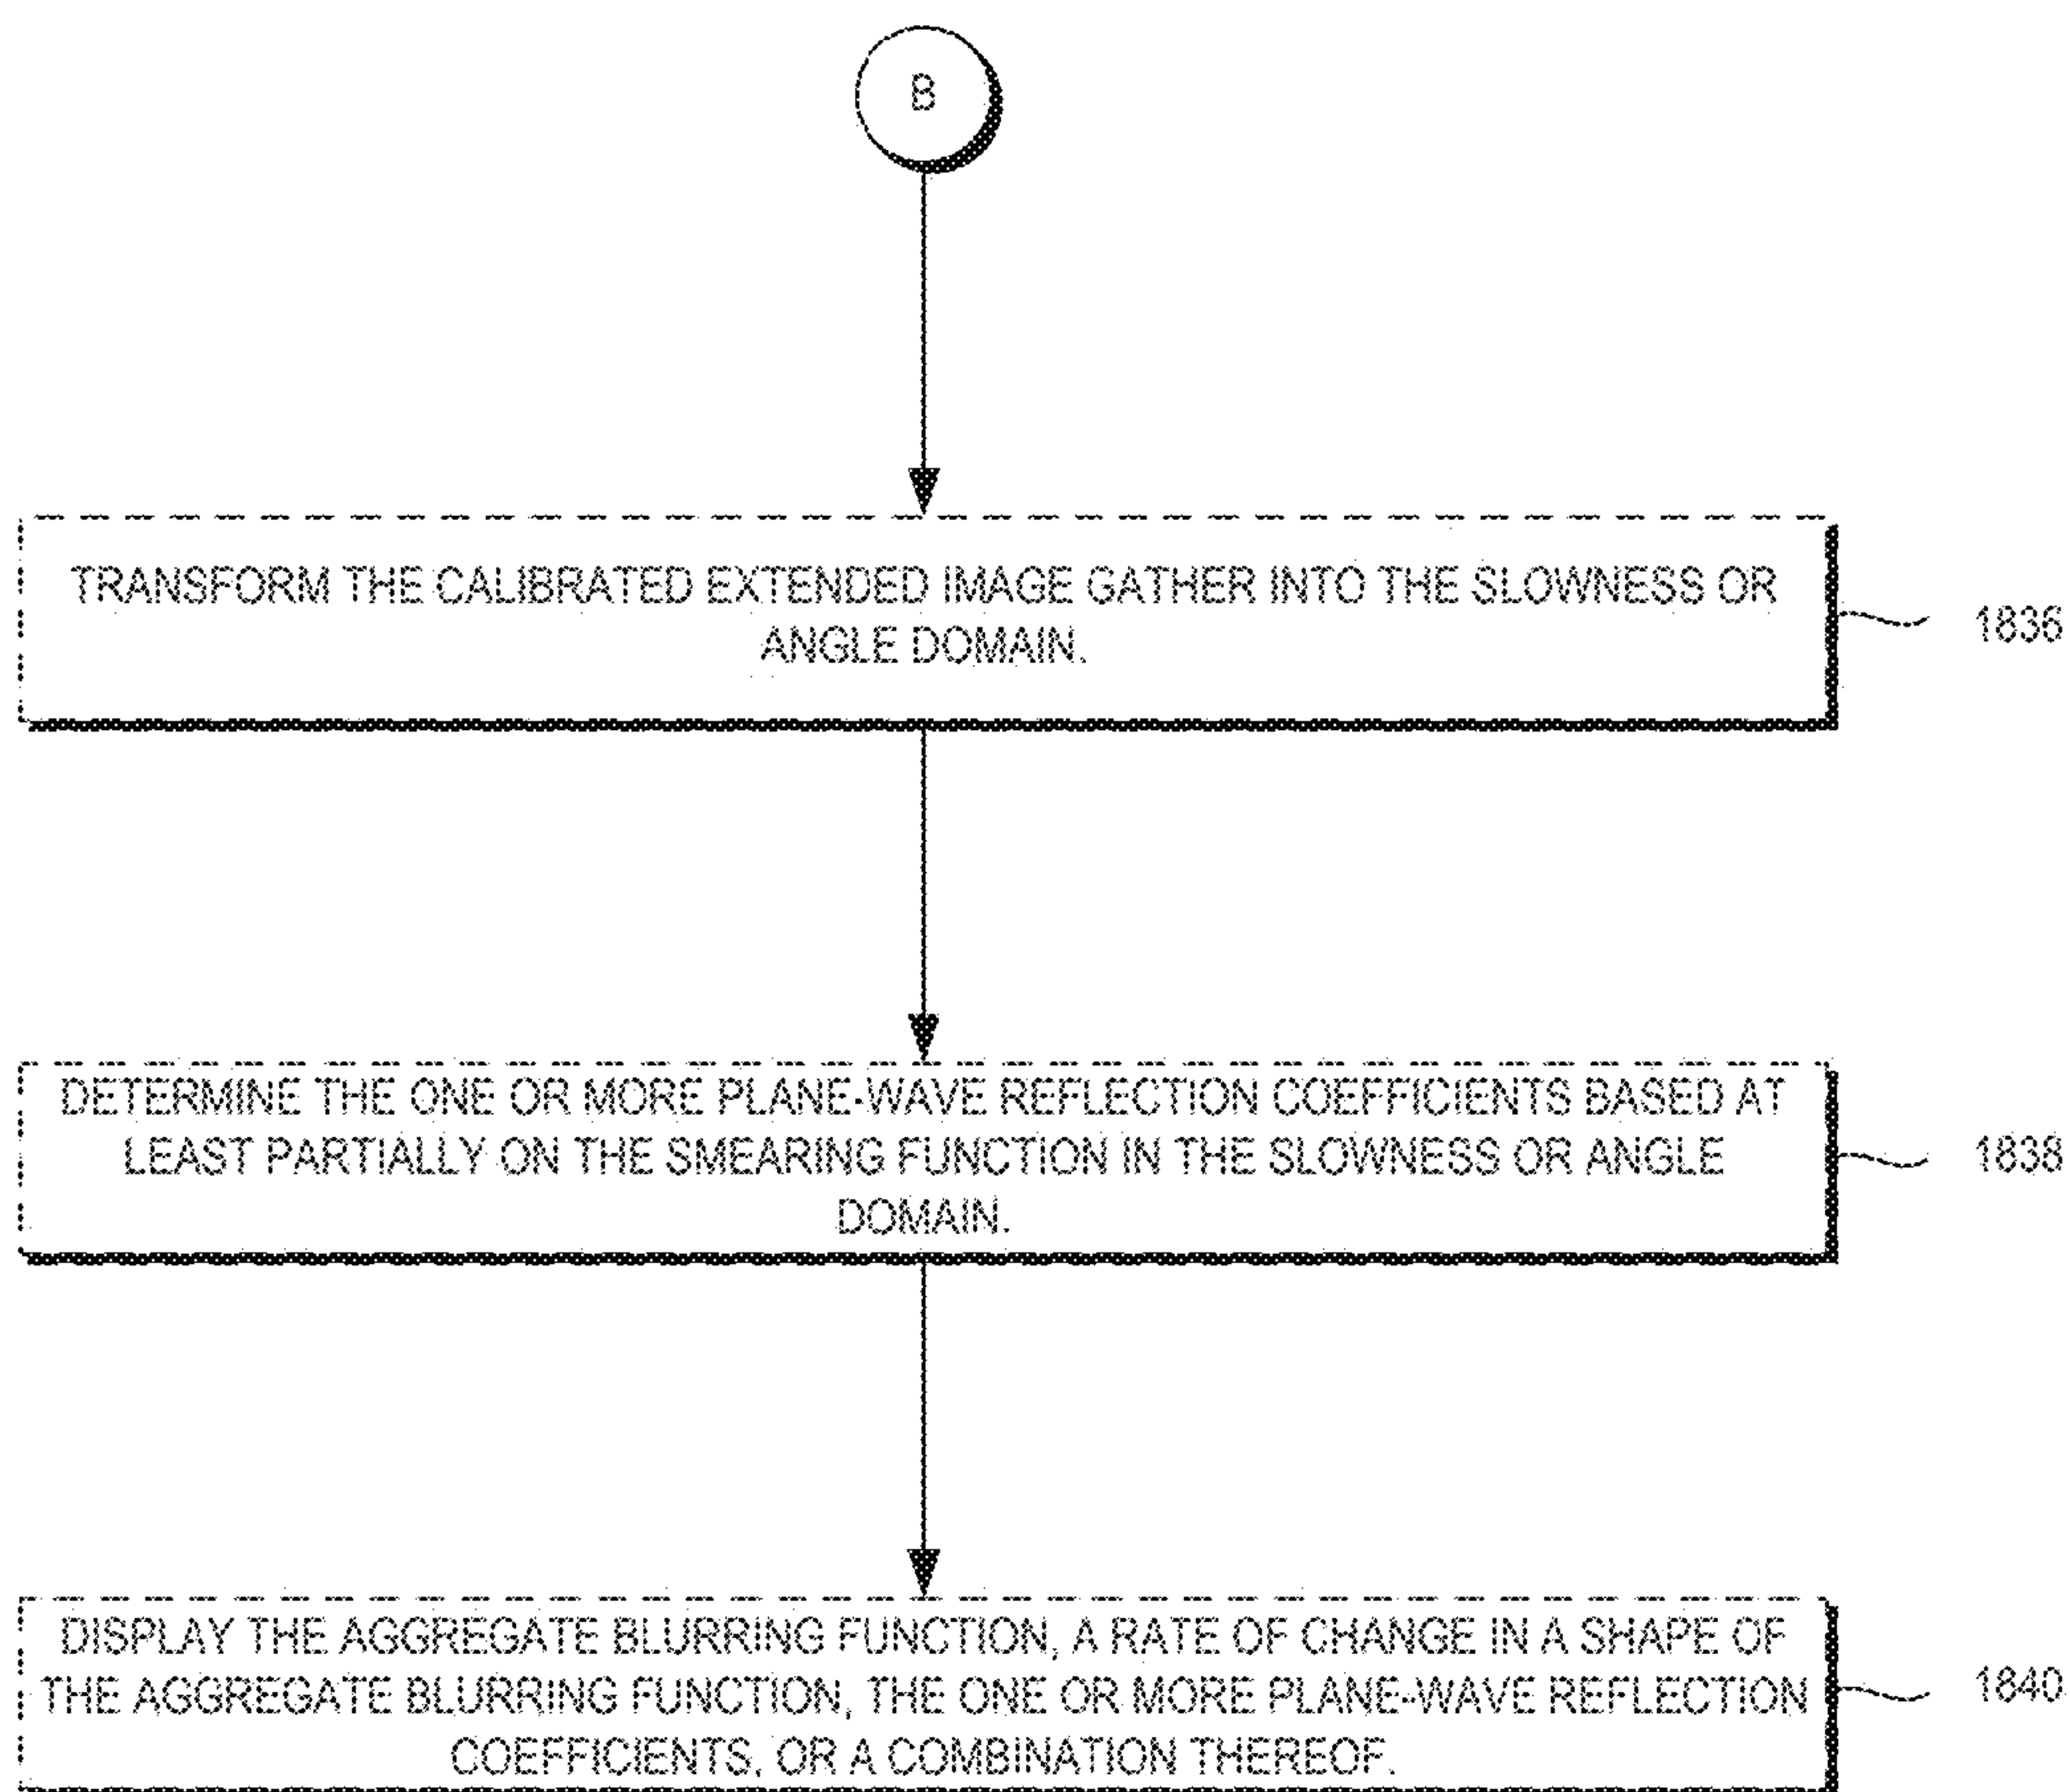 B
TRANSFORM THE CALIBRATED EXTENDED IMAGE GATHER INTO THE SLOWNESS OR
ANGLE DOMAIN.
1836
DETERMINE THE ONE OR MORE PLANE-WAVE REFLECTION COEFFICIENTS BASED AT
LEAST PARTIALLY ON THE SMEARING FUNCTION IN THE SLOWNESS OR ANGLE
DOMAIN.
1838
DISPLAY THE AGGREGATE BLURRING FUNCTION, A RATE OF CHANGE IN A SHAPE OF
THE AGGREGATE BLURRING FUNCTION, THE ONE OR MORE PLANE-WAVE REFLECTION
COEFFICIENTS, OR A COMBINATION THEREOF.
1840